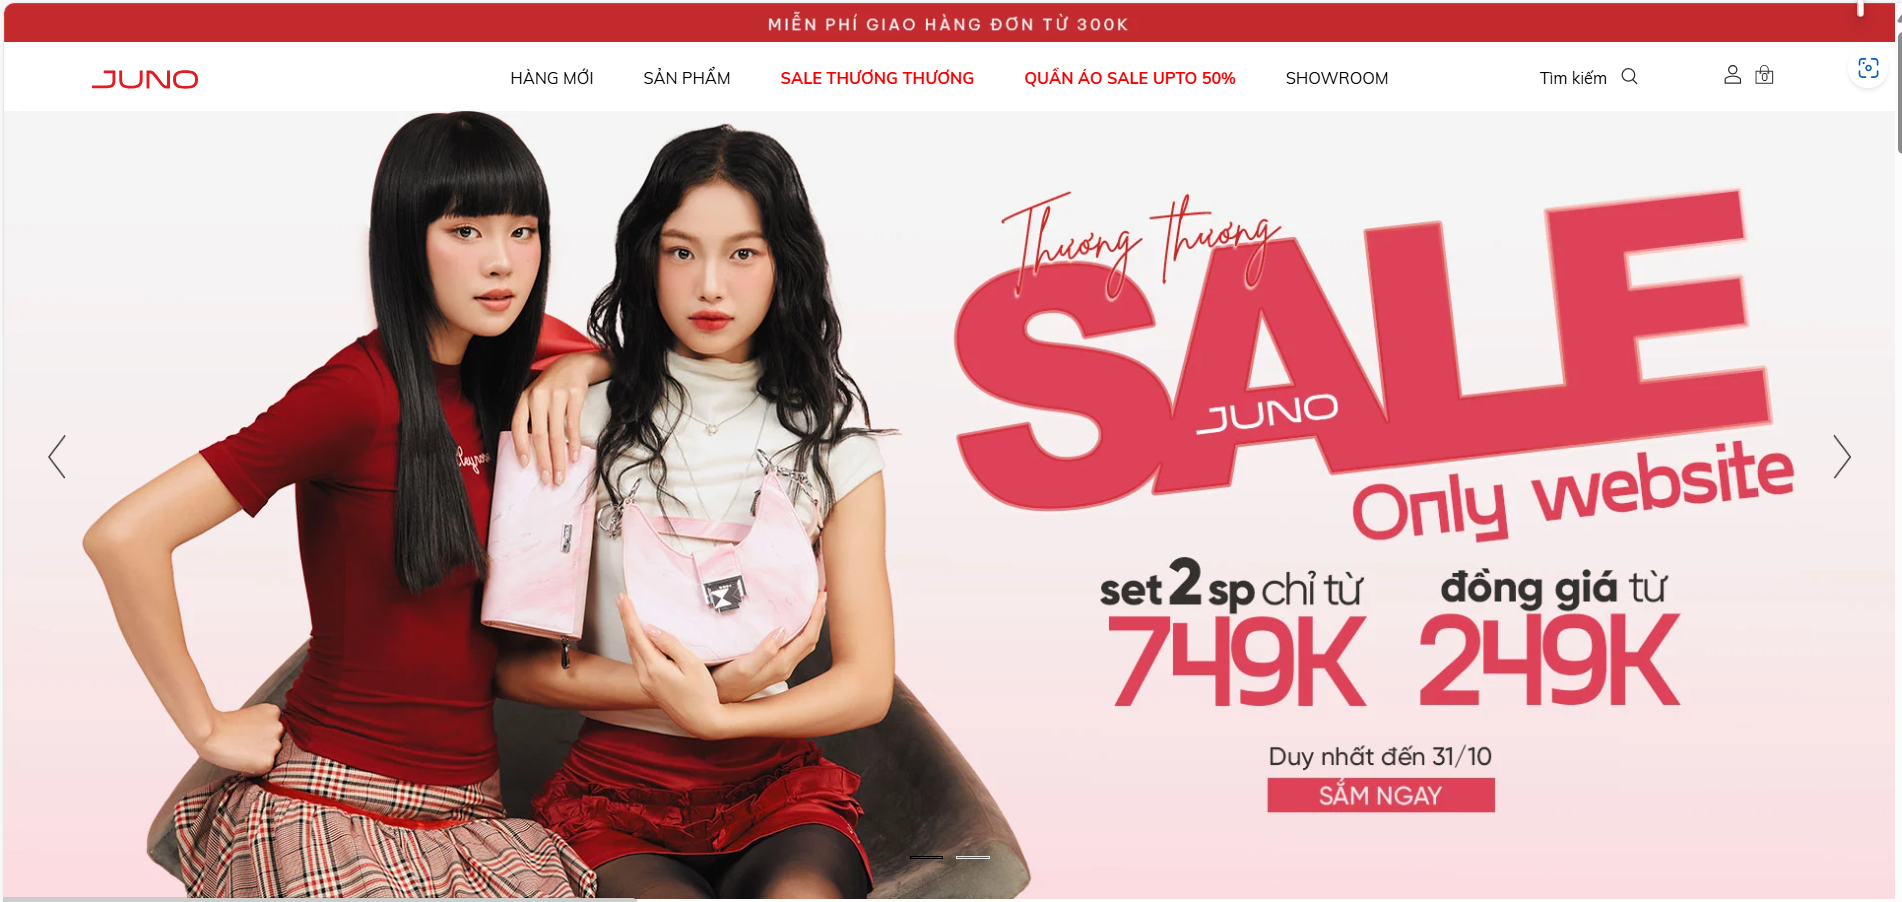 MIỄN PHÍ GIAO HÀNG ĐƠN TỪ 300K
JUNO
HÀNG MỚI
SẢN PHẨM
SALE THƯƠNG THƯƠNG
QUẦN ÁO SALE UPTO 50%
SHOWROOM
Tìm kiếm
0
Thương thương
SALE
JUNO
Only website
set 2 sp chỉ từ
749K
đồng giá từ
249K
Duy nhất đến 31/10
SẮM NGAY